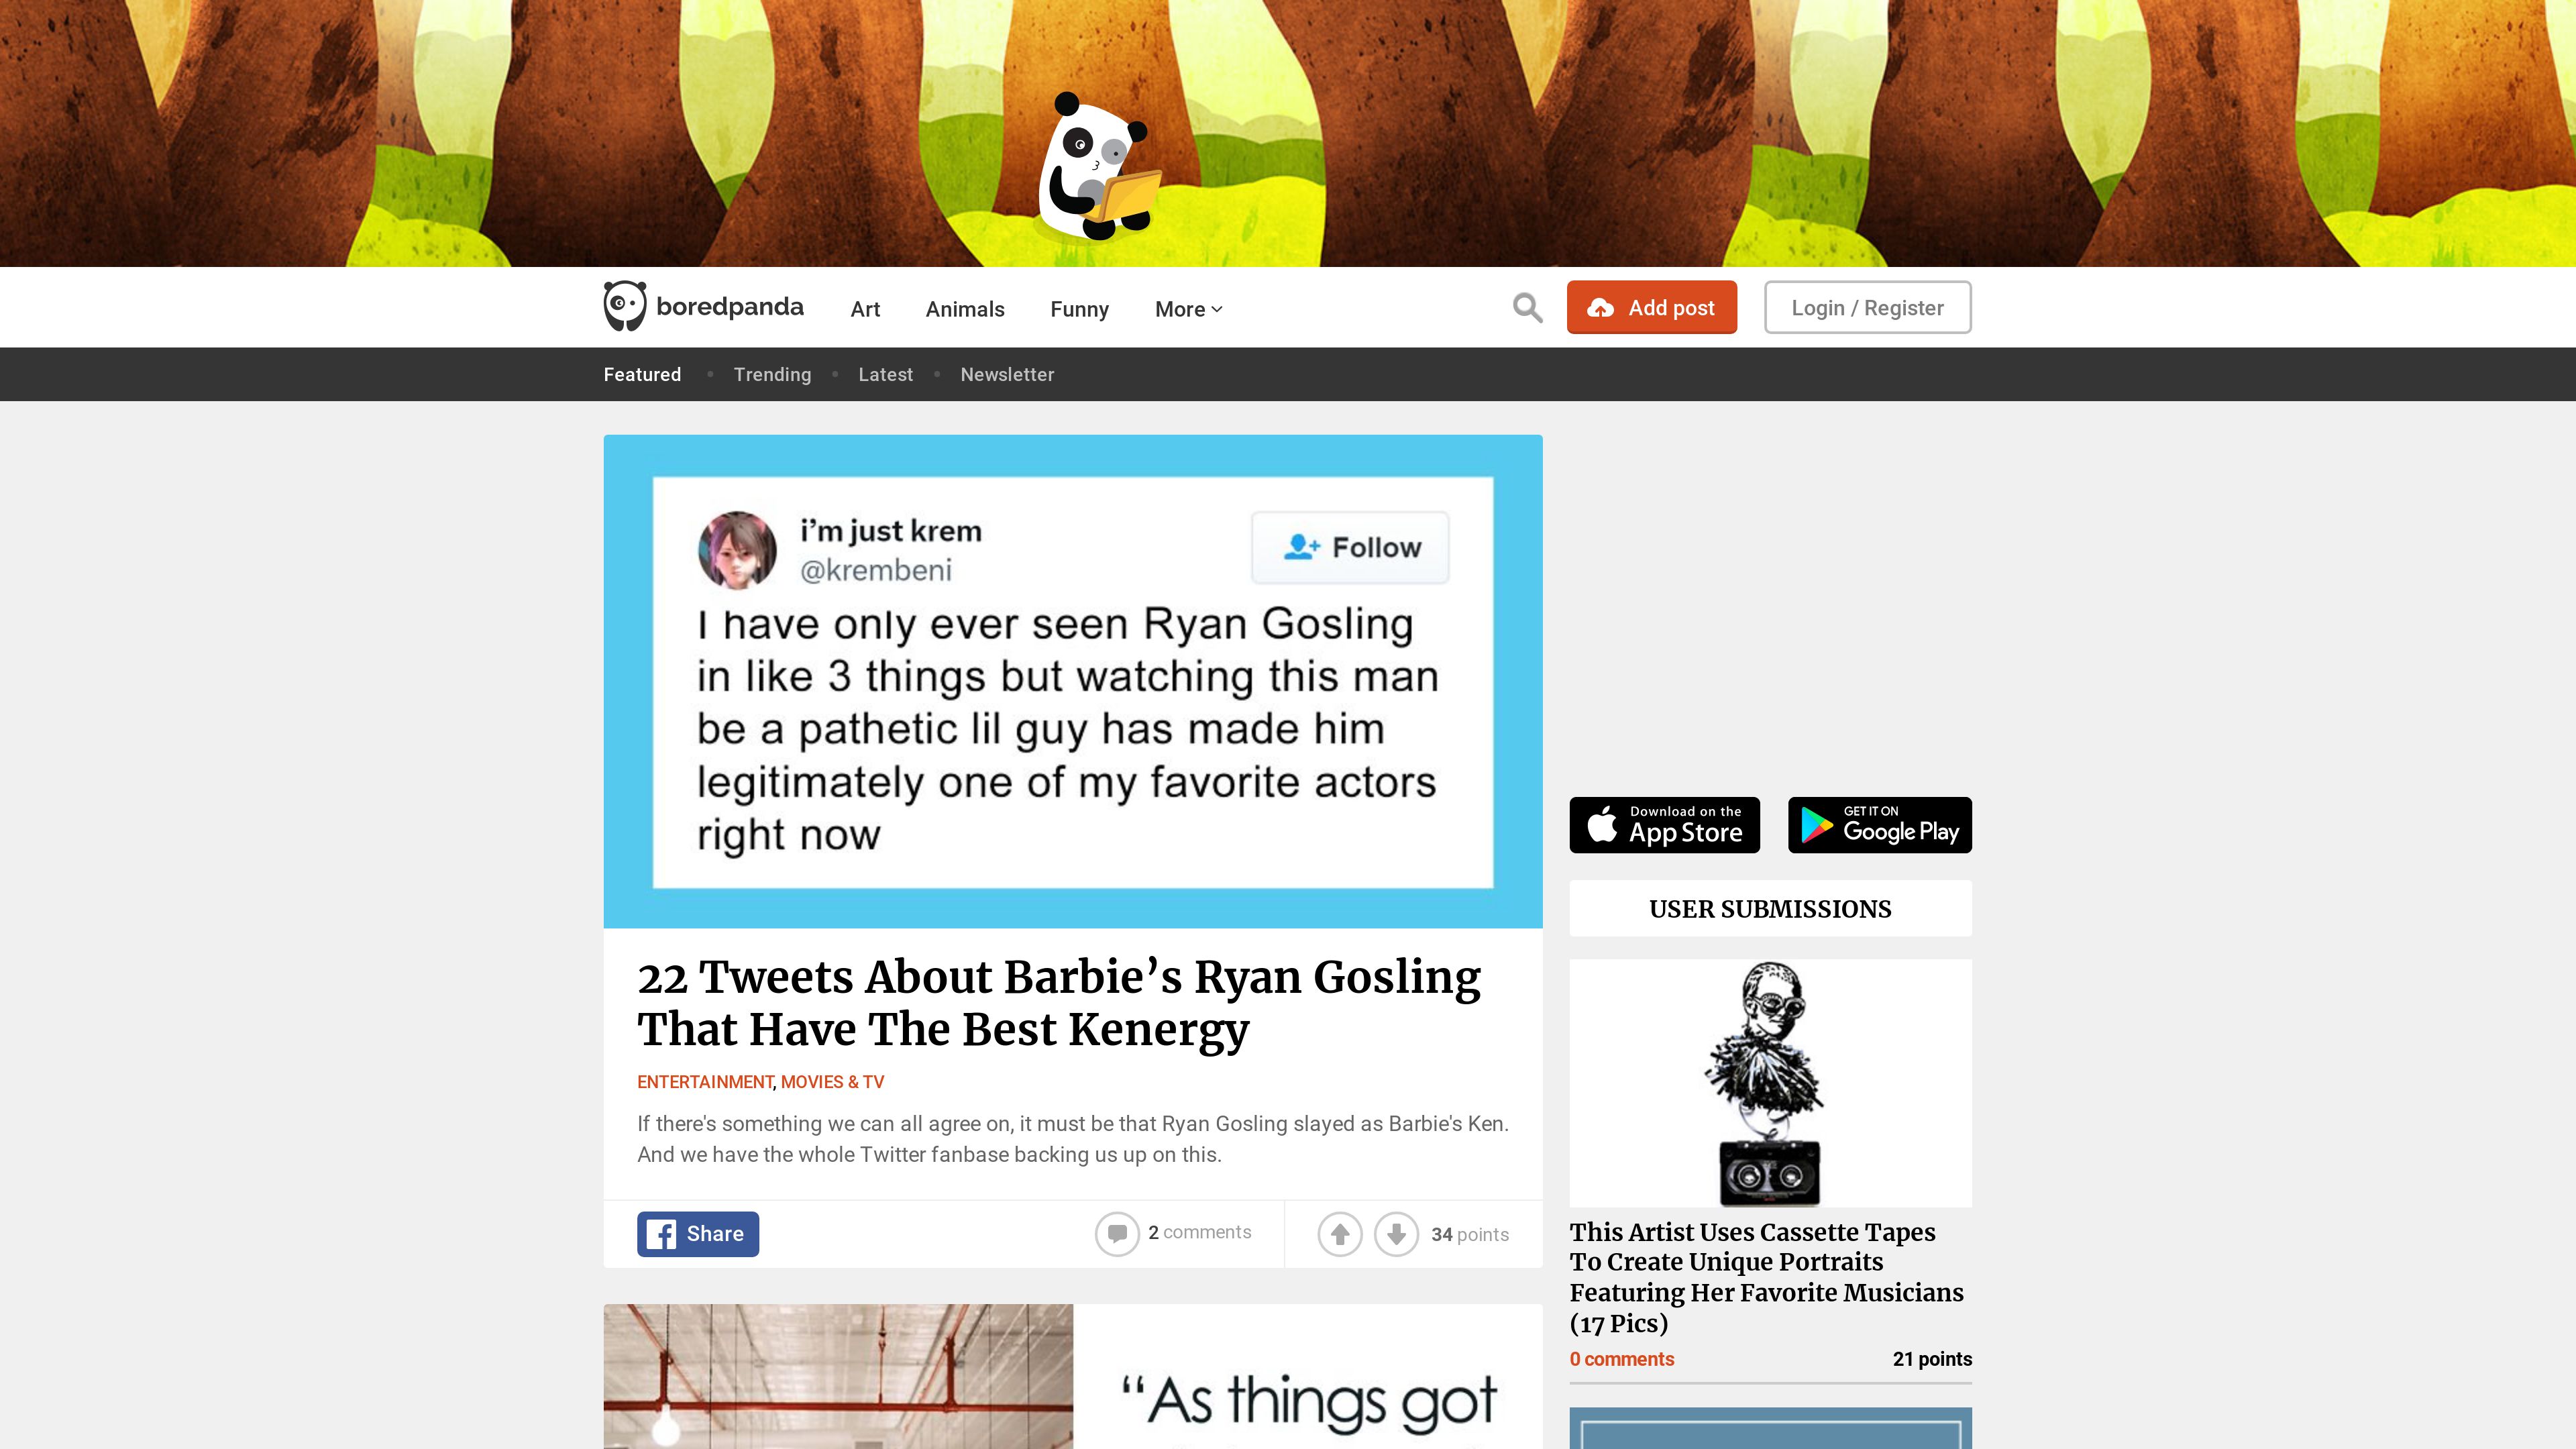 boredpanda
Art
Animals
Funny
More
Add post
Login / Register
Featured
Trending
Latest
Newsletter
i'm just krem
@krembeni
Follow
I have only ever seen Ryan Gosling
in like 3 things but watching this man
be a pathetic lil guy has made him
legitimately one of my favorite actors
right now
22 Tweets About Barbie’s Ryan Gosling
That Have The Best Kenergy
ENTERTAINMENT, MOVIES & TV
If there's something we can all agree on, it must be that Ryan Gosling slayed as Barbie's Ken.
And we have the whole Twitter fanbase backing us up on this.
Share
2 comments
34 points
“As things got
Download on the
App Store
GET IT ON
Google Play
USER SUBMISSIONS
This Artist Uses Cassette Tapes
To Create Unique Portraits
Featuring Her Favorite Musicians
(17 Pics)
0 comments
21 points